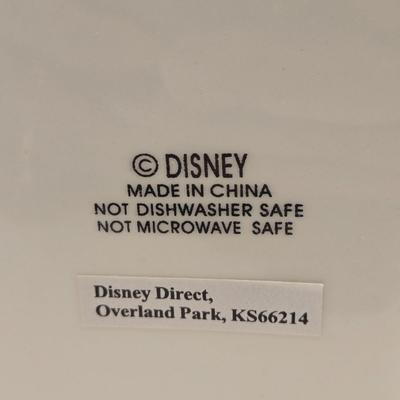 © DISNEY
MADE IN CHINA
NOT DISHWASHER SAFE
NOT MICROWAVE SAFE
Disney Direct,
Overland Park, KS66214